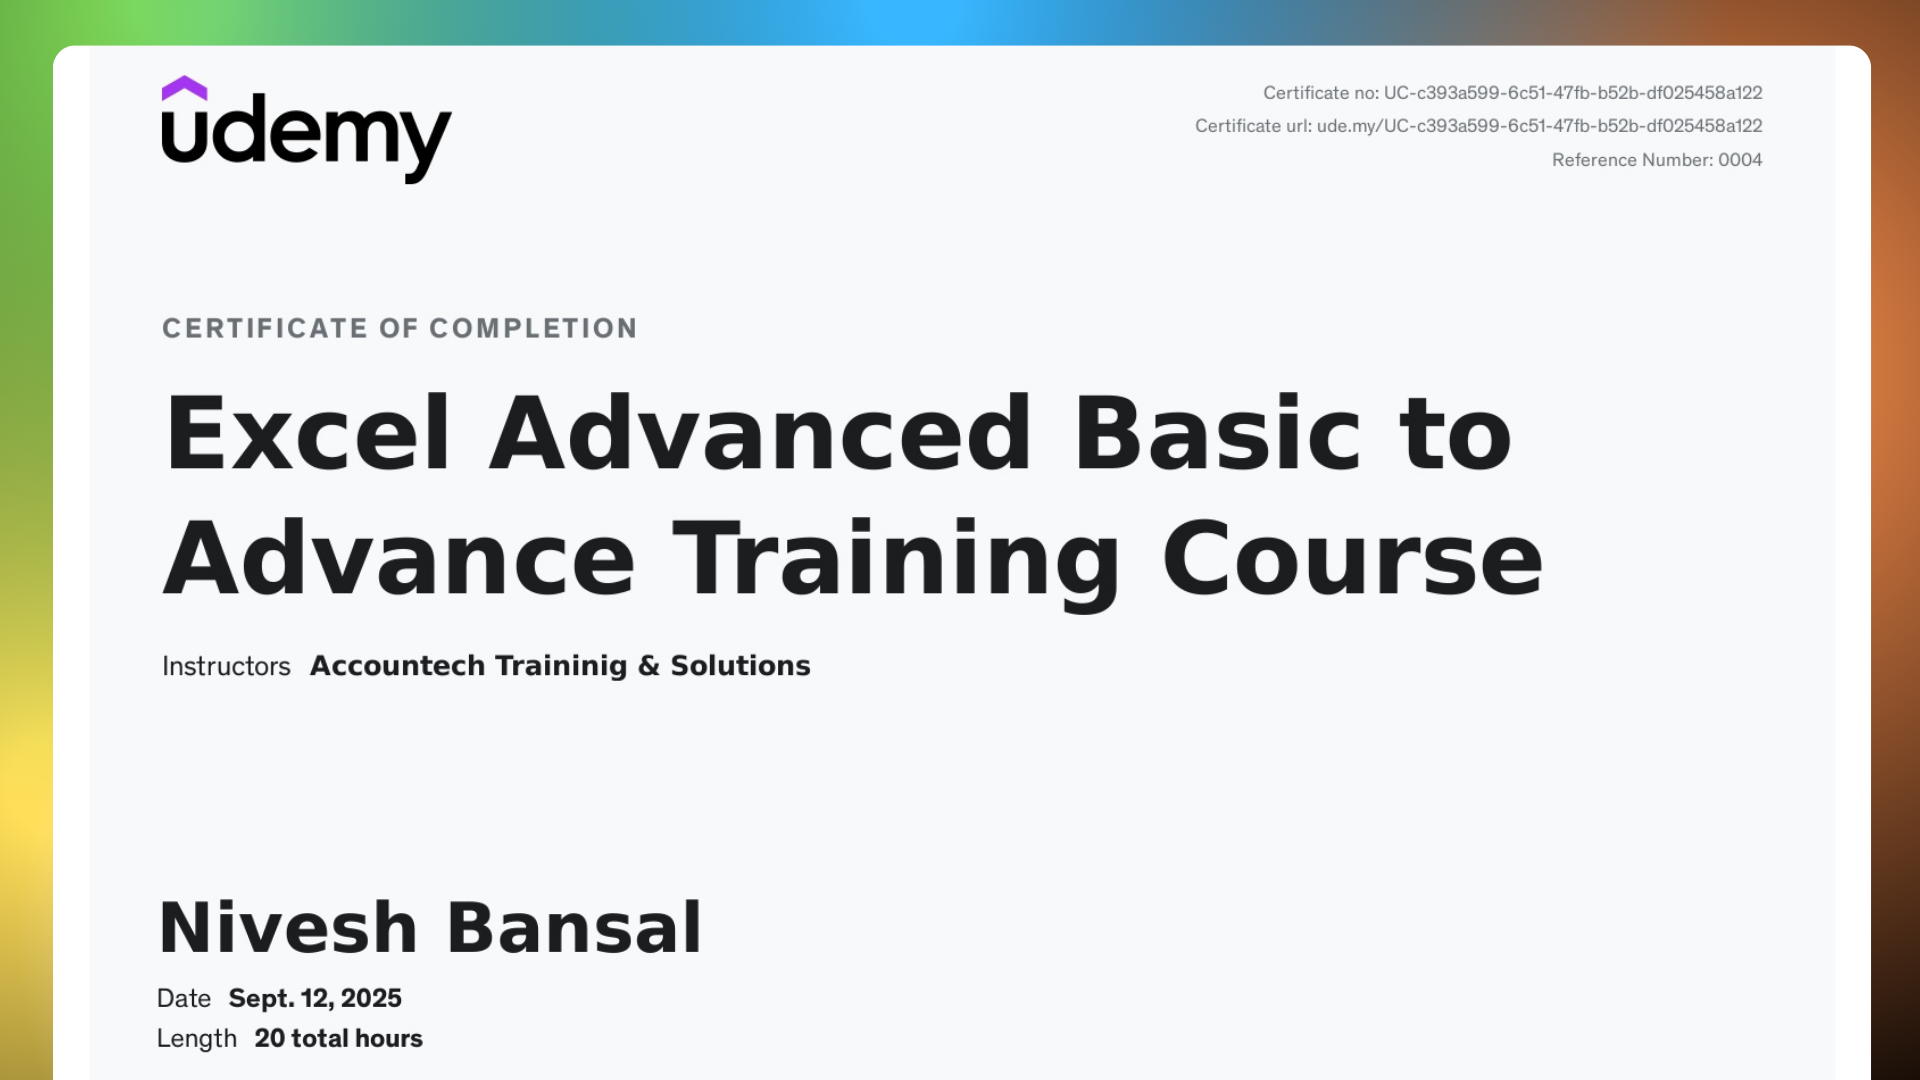 udemy
Certificate no: UC-c393a599-6c51-47fb-b52b-df025458a122
Certificate url: ude.my/UC-c393a599-6c51-47fb-b52b-df025458a122
Reference Number: 0004
CERTIFICATE OF COMPLETION
Excel Advanced Basic to
Advance Training Course
Instructors Accountech Traininig & Solutions
Nivesh Bansal
Date Sept. 12, 2025
Length 20 total hours